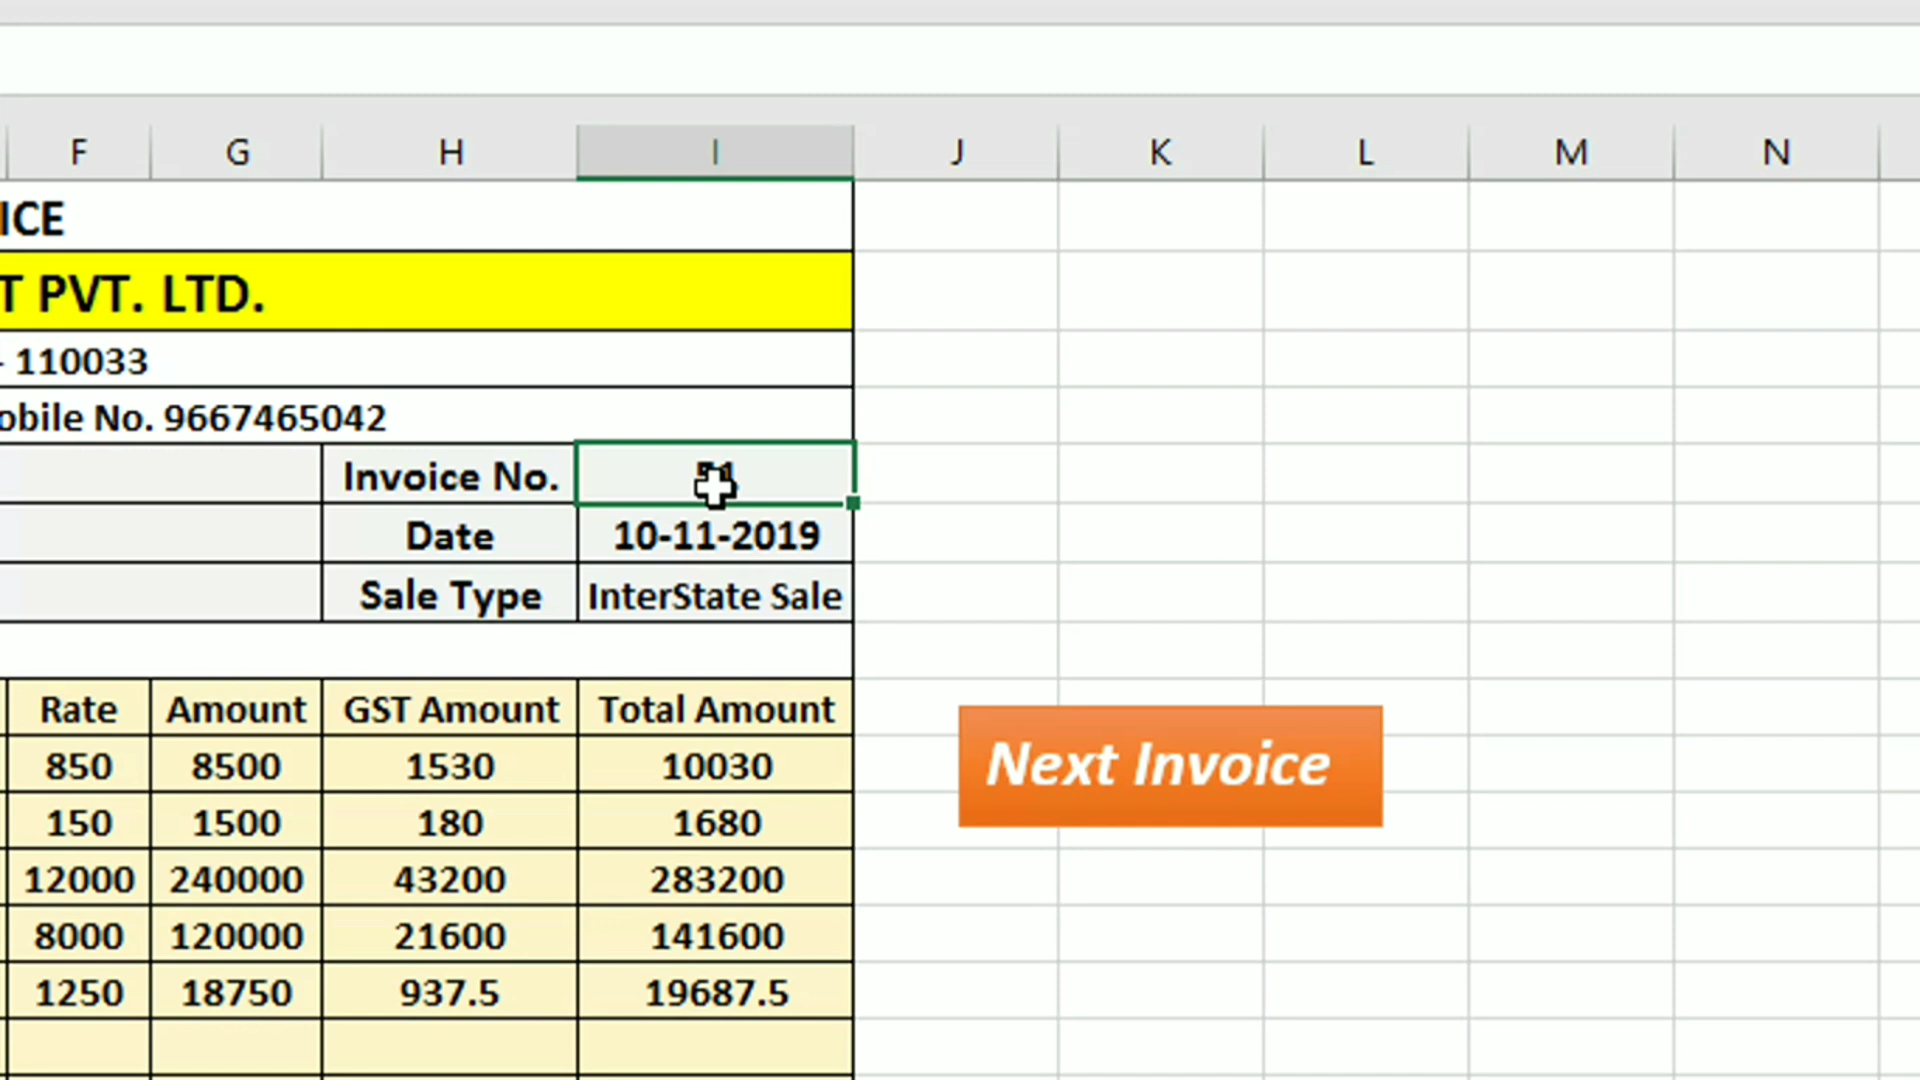 F G H I J K L M N
ICE
T PVT. LTD.
- 110033
obile No. 9667465042
Invoice No.
Date 10-11-2019
Sale Type InterState Sale
Rate Amount GST Amount Total Amount
850 8500 1530 10030
Next Invoice
150 1500 180 1680
12000 240000 43200 283200
8000 120000 21600 141600
1250 18750 937.5 19687.5